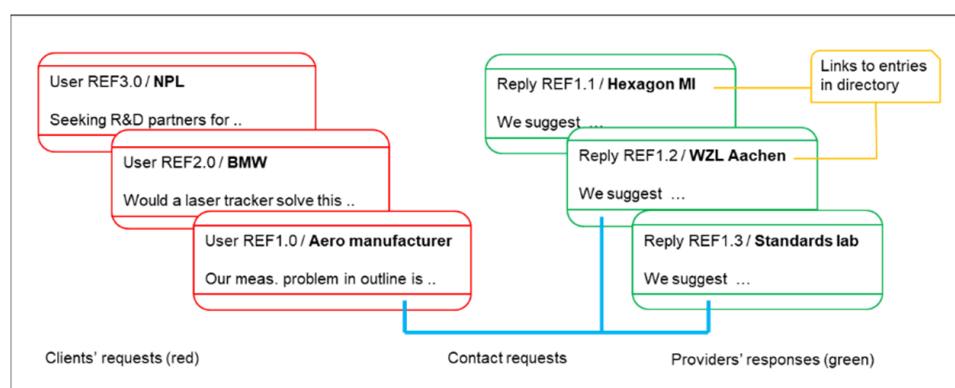 User REF3.0 / NPL
Seeking R&D partners for ..
User REF2.0 / BMW
Would a laser tracker solve this ..
User REF1.0 / Aero manufacturer
Our meas. problem in outline is ..
Reply REF1.1 / Hexagon MI
We suggest …
Reply REF1.2 / WZL Aachen
We suggest …
Reply REF1.3 / Standards lab
We suggest …
Links to entries
in directory
Clients' requests (red)
Contact requests
Providers' responses (green)